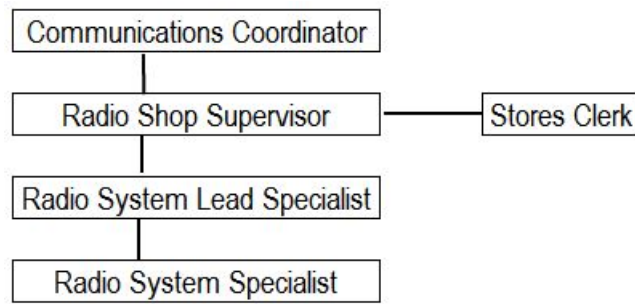 Communications Coordinator
Radio Shop Supervisor
Stores Clerk
Radio System Lead Specialist
Radio System Specialist